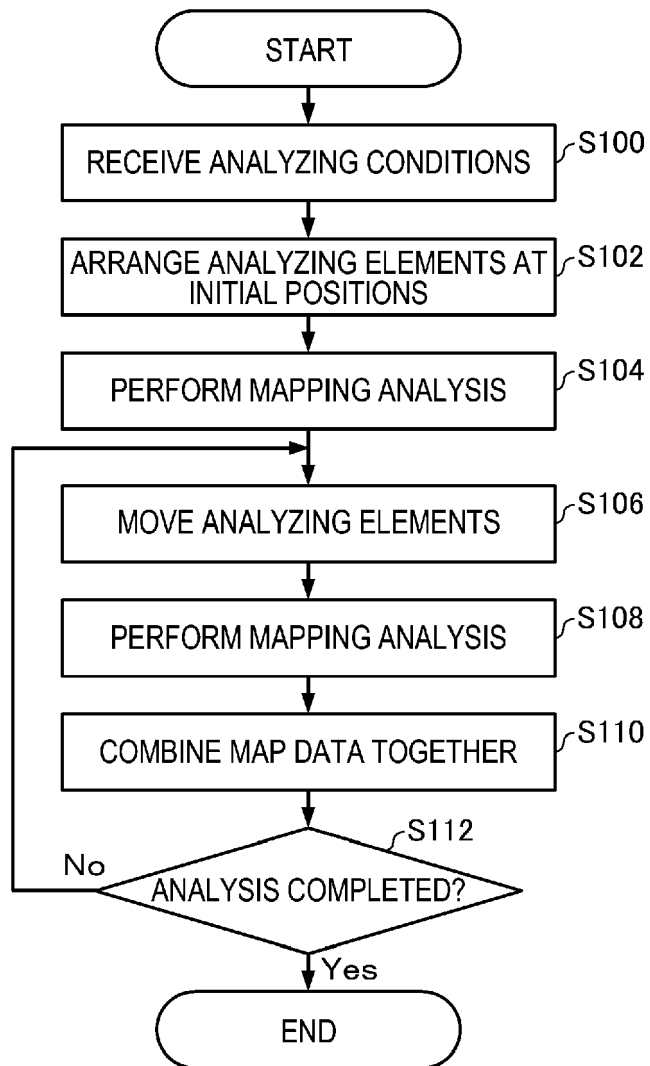 START
RECEIVE ANALYZING CONDITIONS
S100
ARRANGE ANALYZING ELEMENTS AT
INITIAL POSITIONS
S102
PERFORM MAPPING ANALYSIS
S104
MOVE ANALYZING ELEMENTS
S106
PERFORM MAPPING ANALYSIS
S108
COMBINE MAP DATA TOGETHER
S110
S112
No
ANALYSIS COMPLETED?
Yes
END